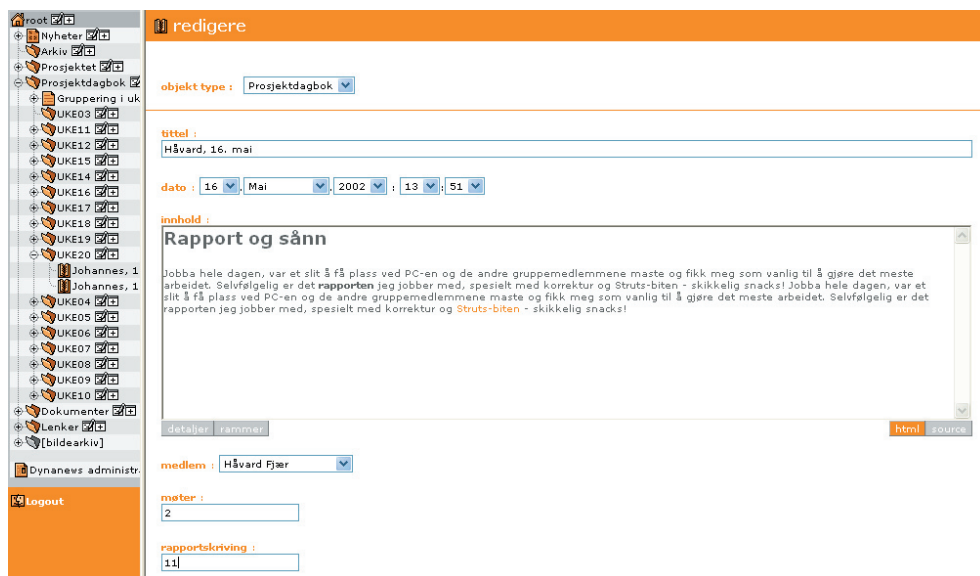 root
Nyheter
Arkiv
Prosjektet
Prosjektdagbok
Gruppering i uk
UKE03
UKE11
UKE12
UKE15
UKE14
UKE16
UKE17
UKE18
UKE19
UKE20
Johannes, 1
Johannes, 1
UKE04
UKE05
UKE06
UKE07
UKE08
UKE09
UKE10
Dokumenter
Lenker
[bildearkiv]
Dynanews administr
Logout
redigere
objekt type : Prosjektdagbok
tittel :
Håvard, 16. mai
dato : 16 . Mai . 2002 : 13 : 51
innhold :
Rapport og sånn
Jobba hele dagen, var et slit å få plass ved PC-en og de andre gruppemedlemmene maste og fikk meg som vanlig til å gjøre det meste
arbeidet. Selvfølgelig er det rapporten jeg jobber med, spesielt med korrektur og Struts-biten - skikkelig snacks! Jobba hele dagen, var et
slit å få plass ved PC-en og de andre gruppemedlemmene maste og fikk meg som vanlig til å gjøre det meste arbeidet. Selvfølgelig er det
rapporten jeg jobber med, spesielt med korrektur og Struts-biten - skikkelig snacks!
detaljer rammer html source
medlem : Håvard Fjær
møter :
2
rapportskriving :
11